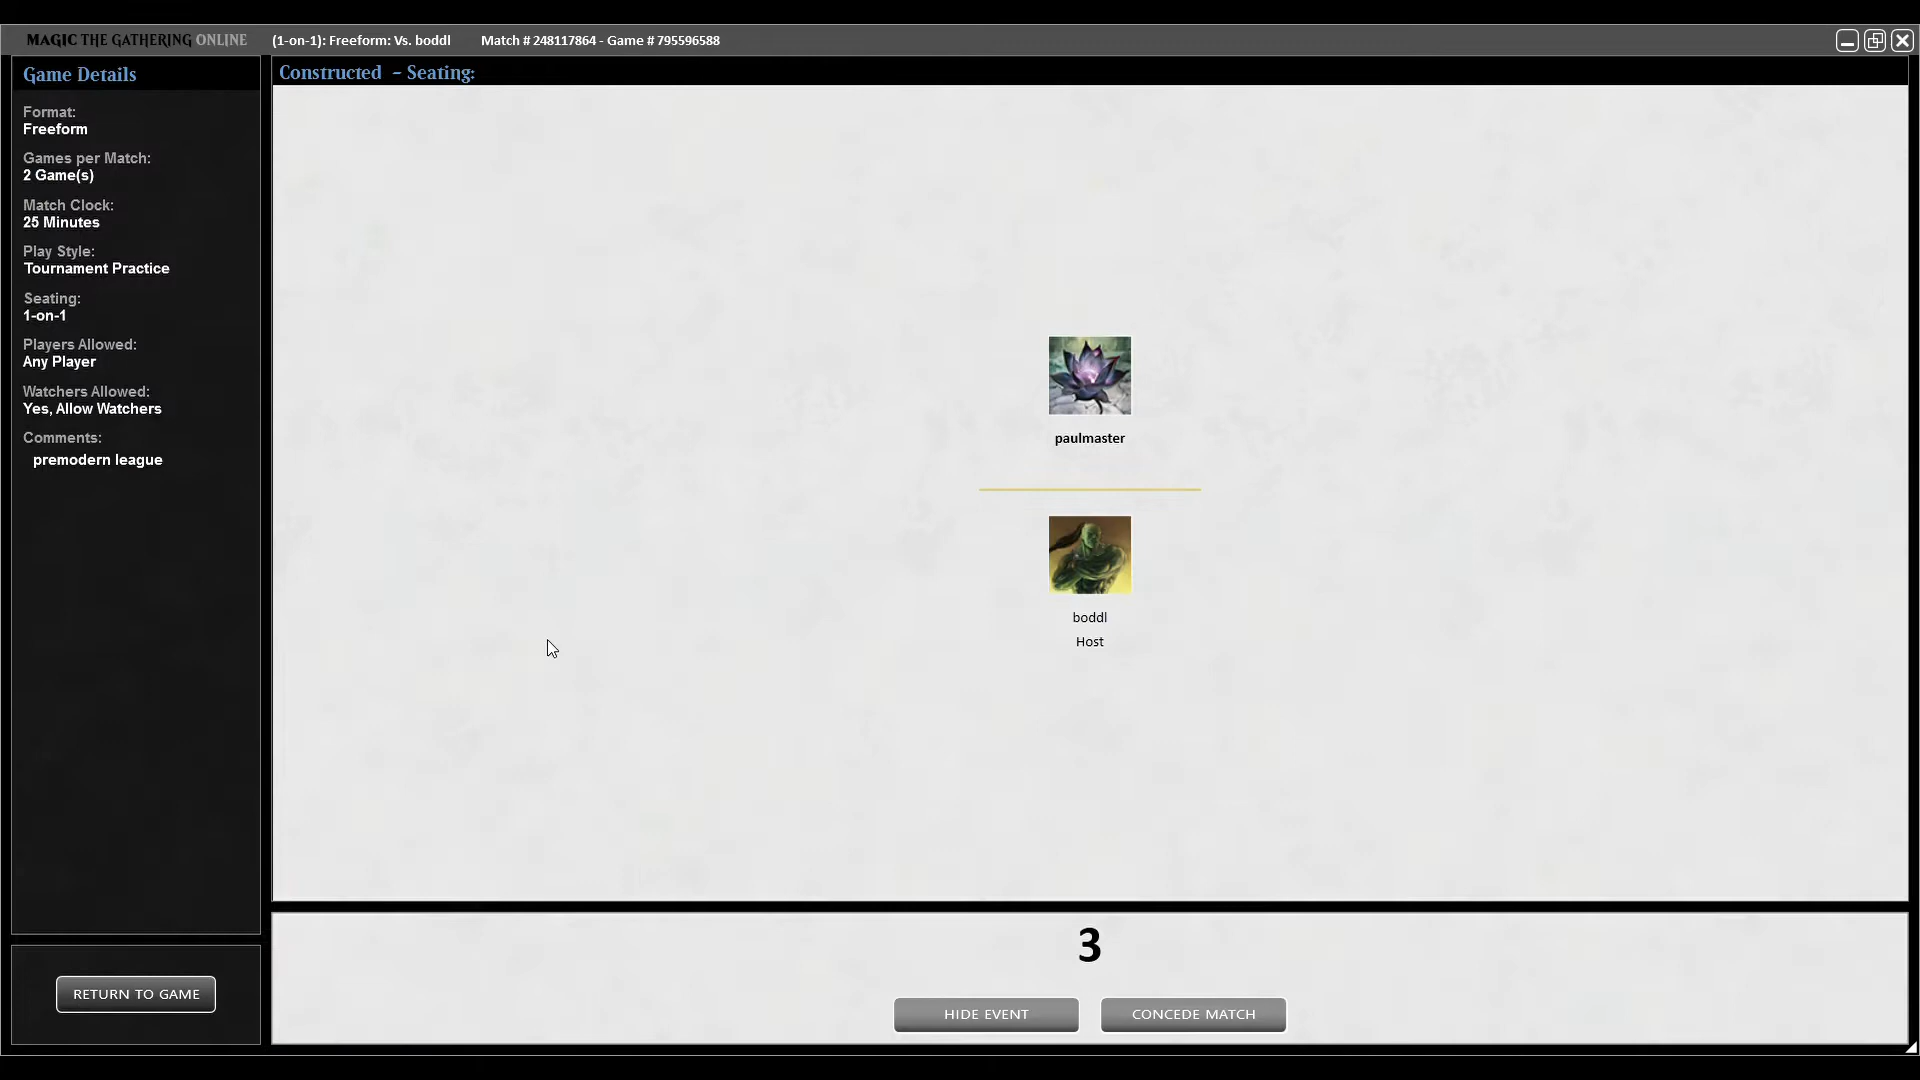 MAGIC THE GATHERING ONLINE (1-on-1): Freeform: Vs. boddl Match # 248117864 - Game # 795596588
Game Details
Format:
Freeform
Games per Match:
2 Game(s)
Match Clock:
25 Minutes
Play Style:
Tournament Practice
Seating:
1-on-1
Players Allowed:
Any Player
Watchers Allowed:
Yes, Allow Watchers
Comments:
premodern league
RETURN TO GAME
Constructed - Seating:
paulmaster
boddl
Host
3
HIDE EVENT CONCEDE MATCH